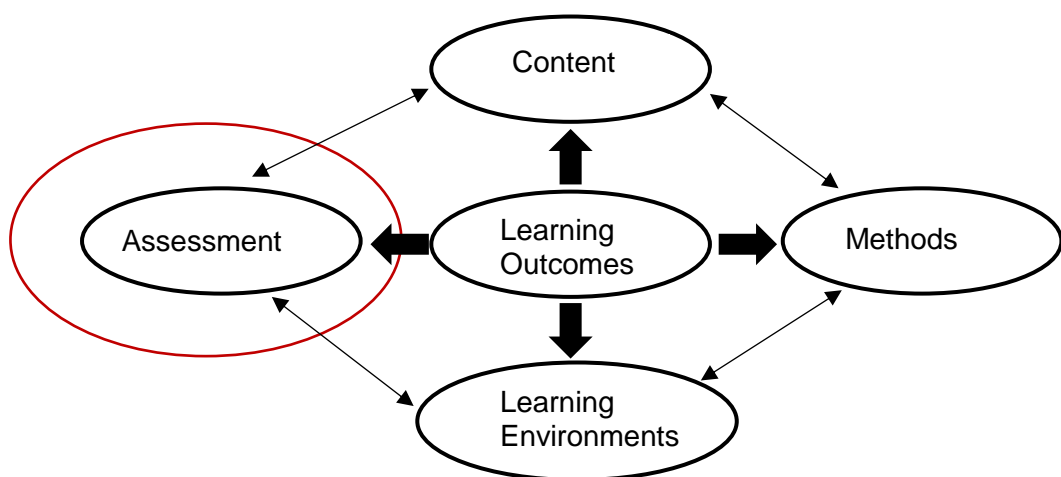 Content
Assessment
Learning
Outcomes
Methods
Learning
Environments